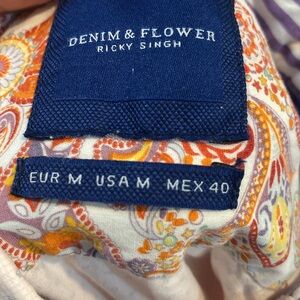 DENIM & FLOWER
RICKY SINGH
EUR M USA M MEX 40